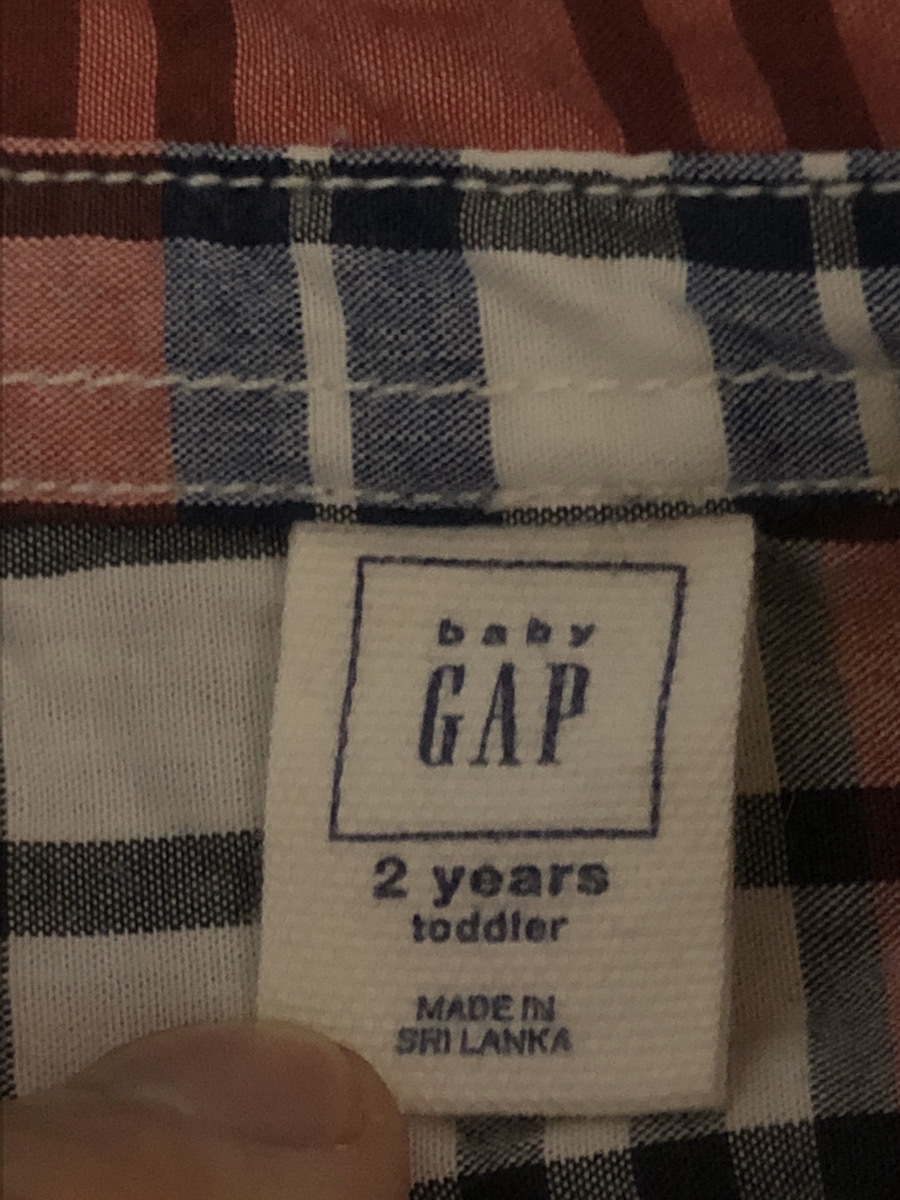 baby
GAP
2 years
toddler
MADE IN
SRI LANKA